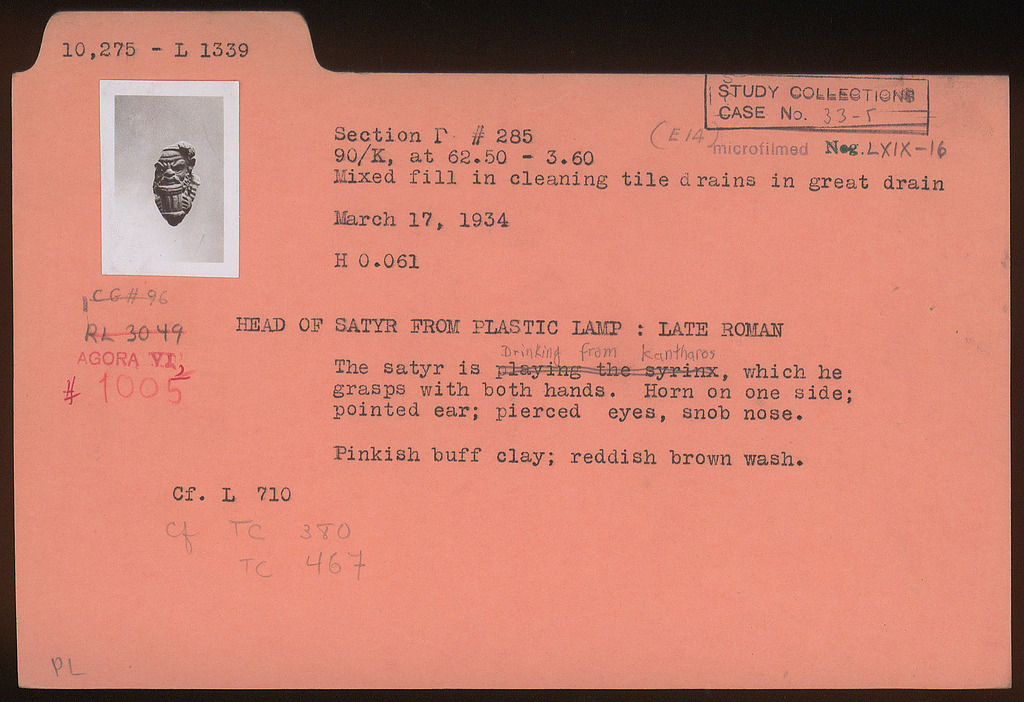 10,275 - L 1339
STUDY COLLECTIONS
CASE No. 33-5
Section Γ # 285
(E14)
90/K, at 62.50 - 3.60
microfilmed Neg. LXIX-16
Mixed fill in cleaning tile drains in great drain
March 17, 1934
H 0.061
CG# 96
RL 3049
AGORA VI,
# 1005
HEAD OF SATYR FROM PLASTIC LAMP : LATE ROMAN
Drinking from kantharos
The satyr is playing the syrinx, which he
grasps with both hands. Horn on one side;
pointed ear; pierced eyes, snob nose.
Pinkish buff clay; reddish brown wash.
Cf. L 710
Cf TC 380
TC 467
PL